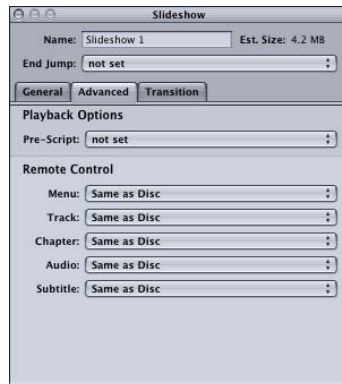 Slideshow
Name: Slideshow 1 Est. Size: 4.2 MB
End Jump: not set
General Advanced Transition
Playback Options
Pre-Script: not set
Remote Control
Menu: Same as Disc
Track: Same as Disc
Chapter: Same as Disc
Audio: Same as Disc
Subtitle: Same as Disc